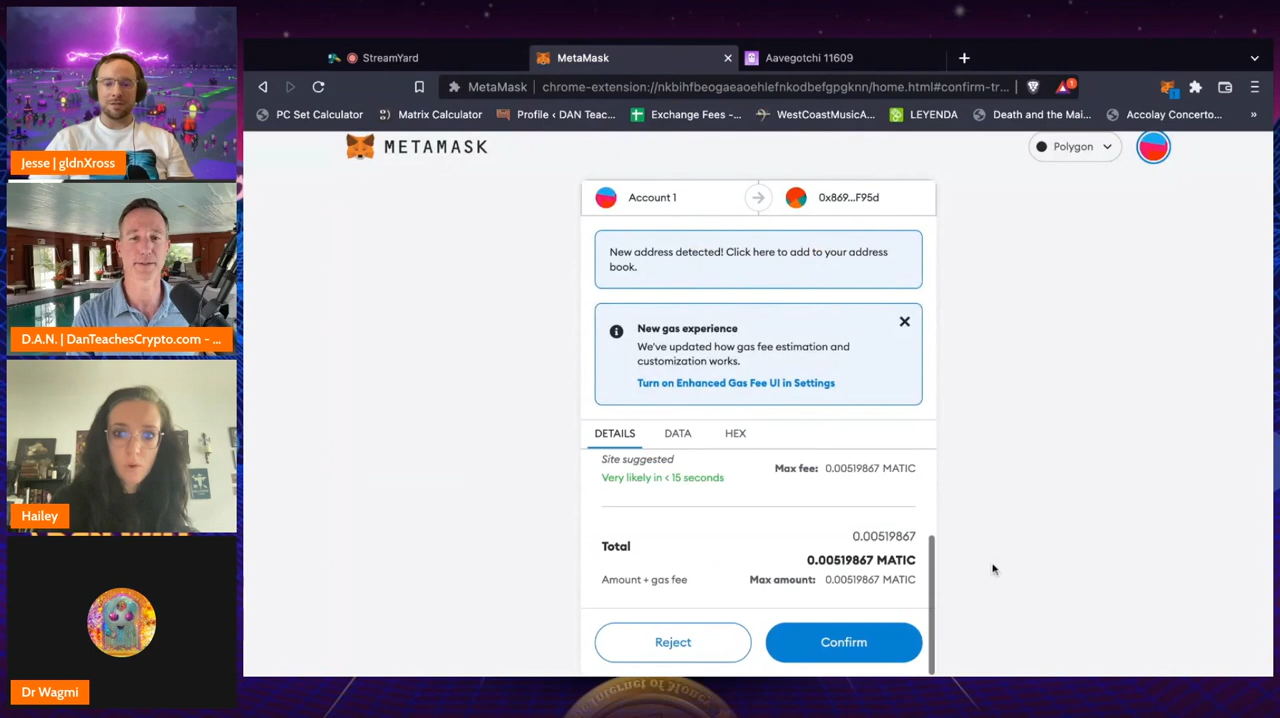 StreamYard
MetaMask
Aavegotchi 11609
MetaMask
chrome-extension://nkbihfbeogaeaoehlefnkodbefgpgknn/home.html#confirm-tr...
1
1
PC Set Calculator
Matrix Calculator
Profile ‹ DAN Teac...
Exchange Fees -...
WestCoastMusicA...
LEYENDA
Death and the Mai...
Accolay Concerto...
»
METAMASK
Polygon
Account 1
0x869...F95d
New address detected! Click here to add to your address
book.
New gas experience
We've updated how gas fee estimation and
customization works.
Turn on Enhanced Gas Fee UI in Settings
DETAILS
DATA
HEX
Site suggested
Very likely in < 15 seconds
Max fee: 0.00519867 MATIC
0.00519867
Total
0.00519867 MATIC
Amount + gas fee
Max amount: 0.00519867 MATIC
Reject
Confirm
Jesse | gldnXross
D.A.N. | DanTeachesCrypto.com - ...
Hailey
Dr Wagmi